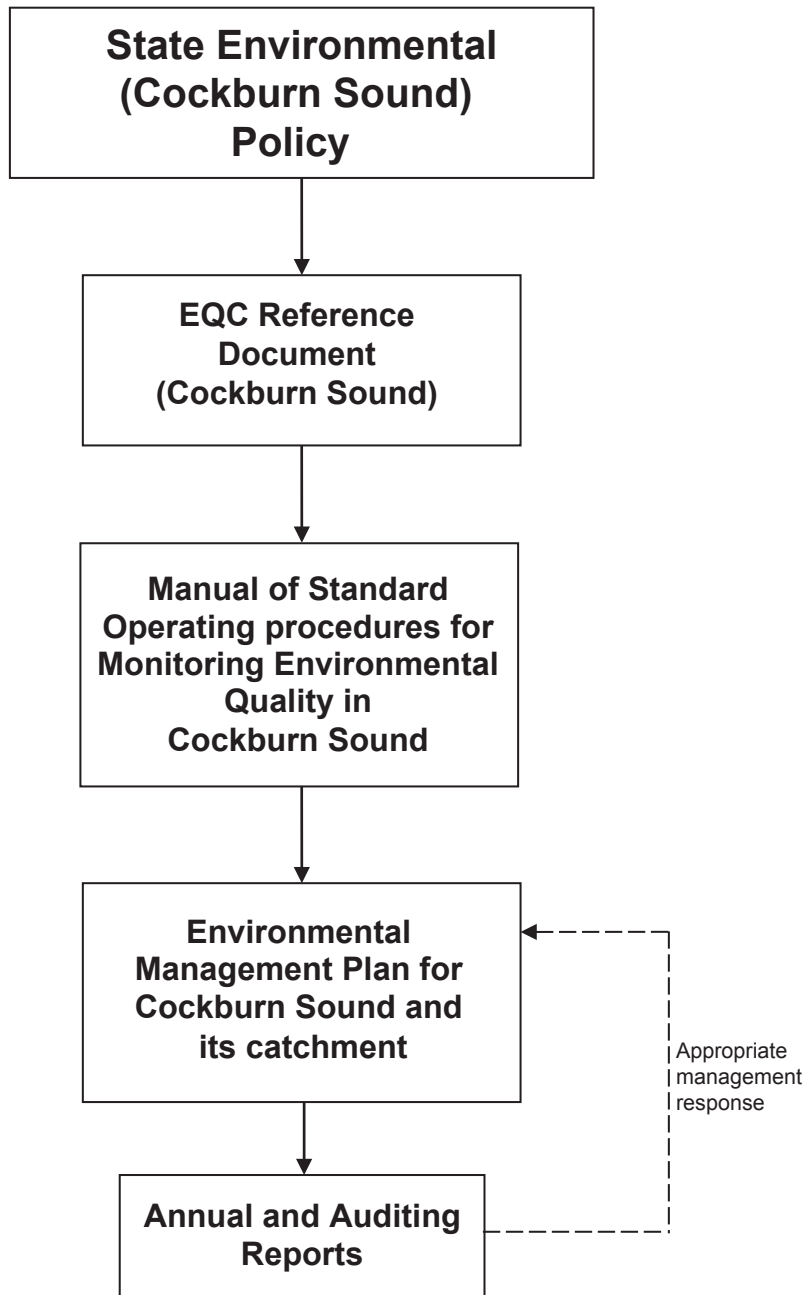 State Environmental
(Cockburn Sound)
Policy
EQC Reference
Document
(Cockburn Sound)
Manual of Standard
Operating procedures for
Monitoring Environmental
Quality in
Cockburn Sound
Environmental
Management Plan for
Cockburn Sound and
its catchment
Appropriate
management
response
Annual and Auditing
Reports